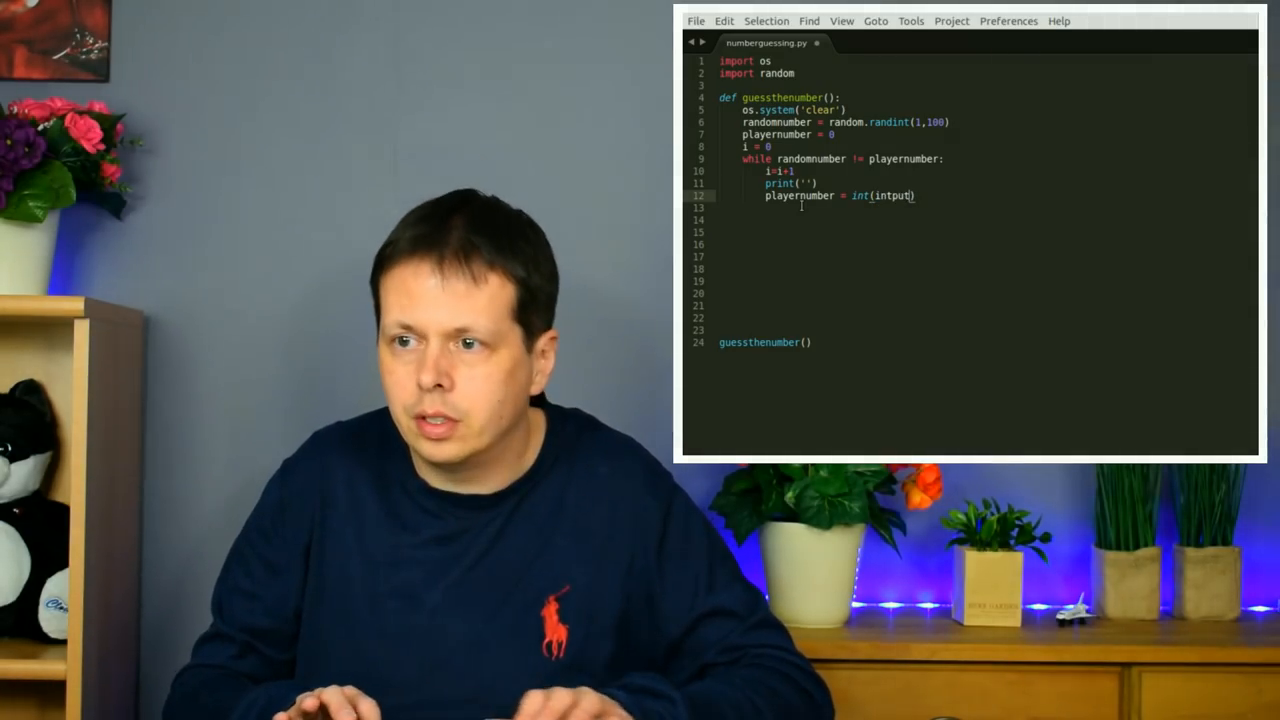 File Edit Selection Find View Goto Tools Project Preferences Help
numberguessing.py
1 import os
2 import random
3
4 def guessthenumber():
5 os.system('clear')
6 randomnumber = random.randint(1,100)
7 playernumber = 0
8 i = 0
9 while randomnumber != playernumber:
10 i=i+1
11 print('')
12 playernumber = int(intput)
13
14
15
16
17
18
19
20
21
22
23
24 guessthenumber()